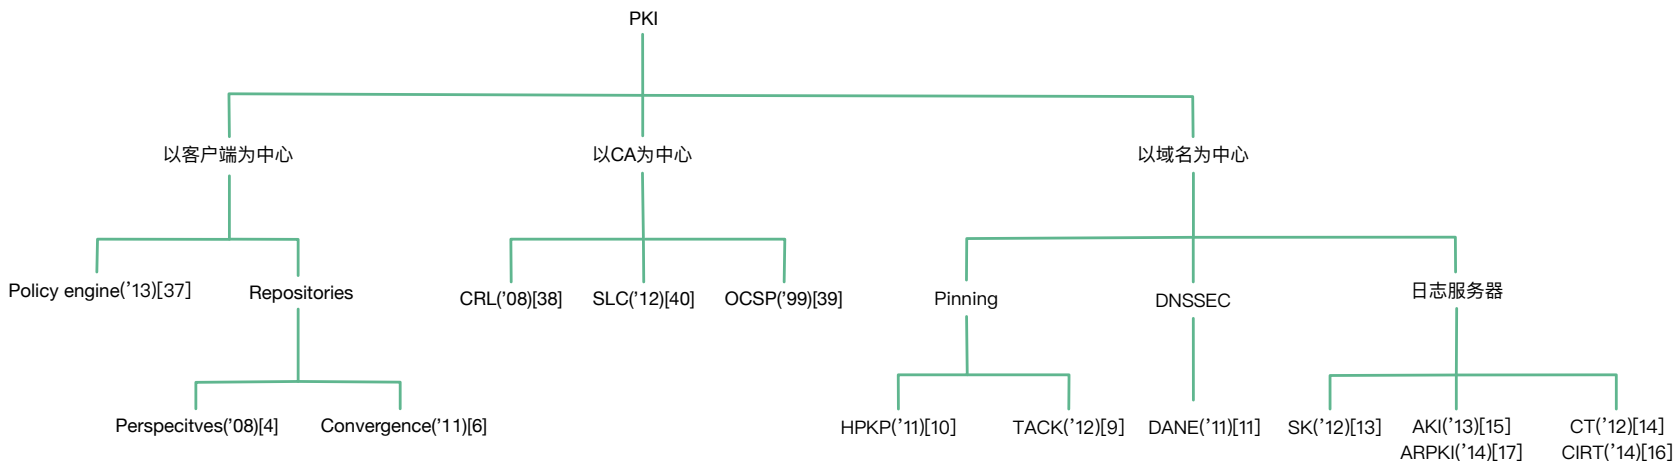 PKI
以客户端为中心
以CA为中心
以域名为中心
Policy engine(’13)[37]
Repositories
CRL(’08)[38]
SLC(’12)[40]
OCSP(’99)[39]
Pinning
DNSSEC
日志服务器
Perspecitves(’08)[4]
Convergence(’11)[6]
HPKP(’11)[10]
TACK(’12)[9]
DANE(’11)[11]
SK(’12)[13]
AKI(’13)[15]
ARPKI(’14)[17]
CT(’12)[14]
CIRT(’14)[16]